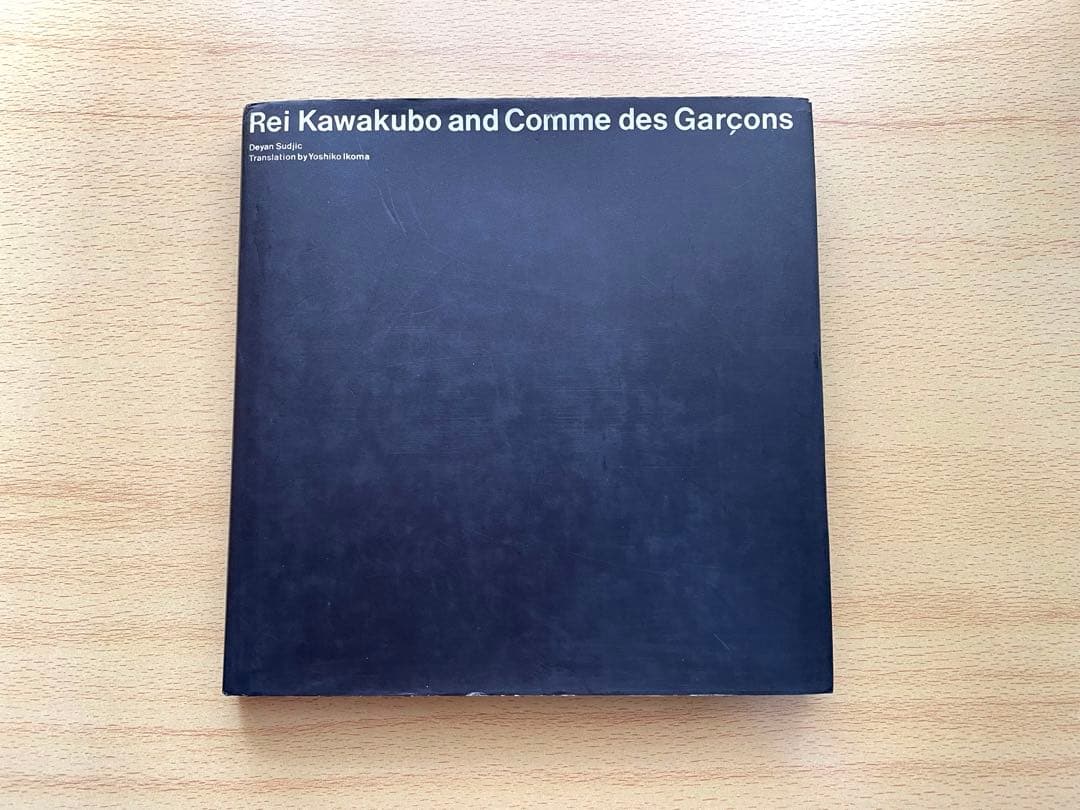 Rei Kawakubo and Comme des Garçons
Deyan Sudjic
Translation by Yoshiko Ikoma